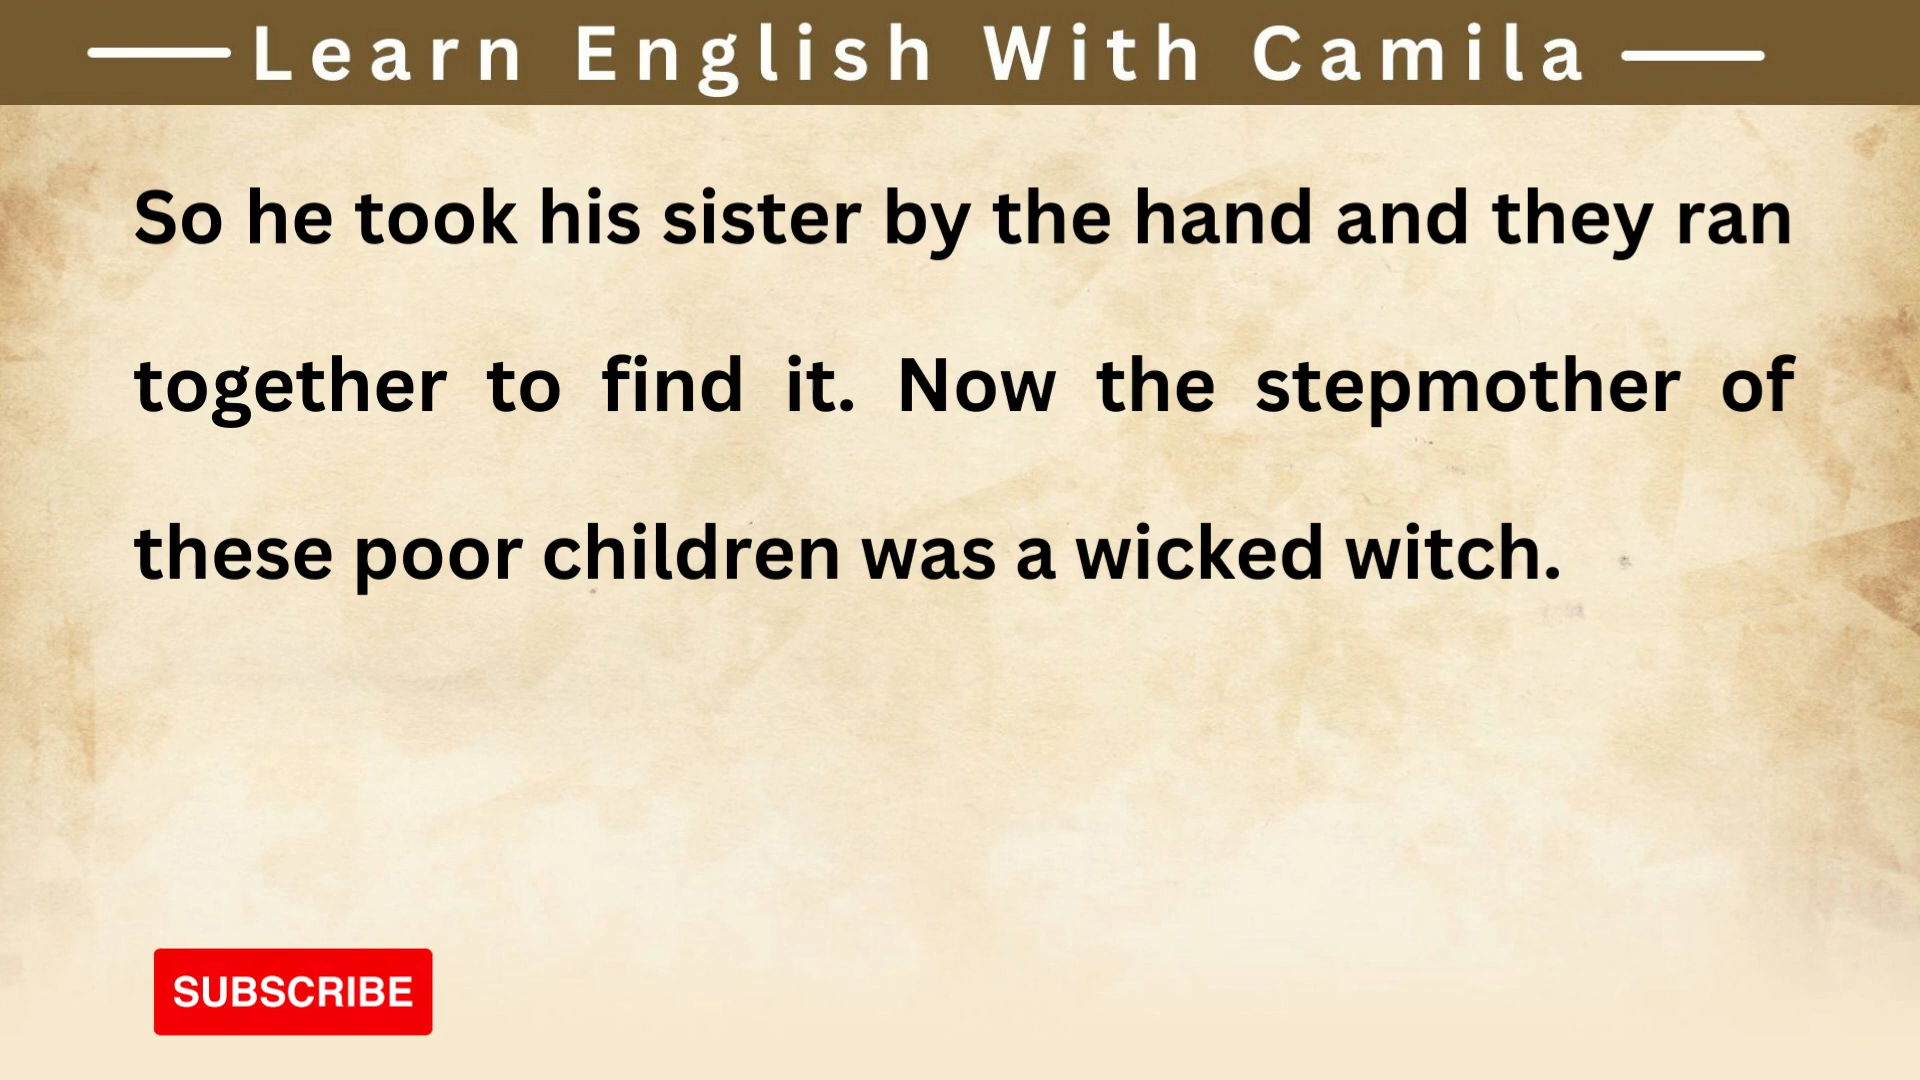 Learn English With Camila
So he took his sister by the hand and they ran
together to find it. Now the stepmother of
these poor children was a wicked witch.
SUBSCRIBE